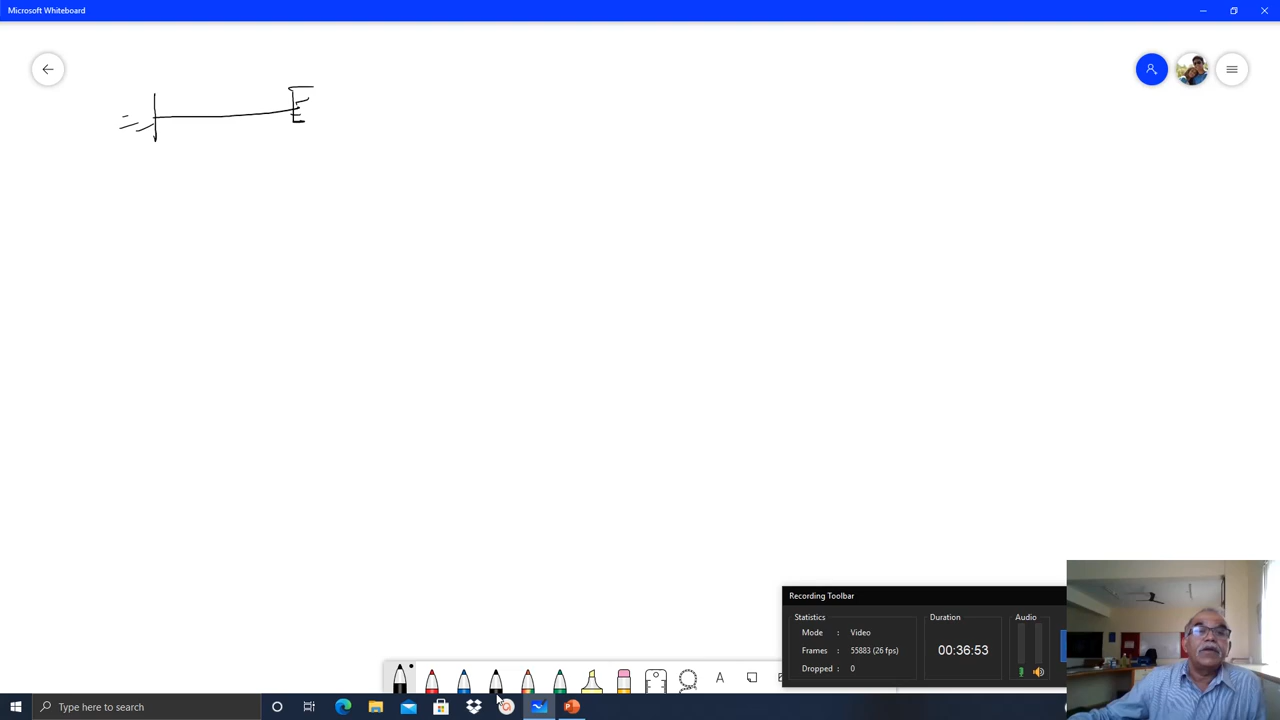 Microsoft Whiteboard
Recording Toolbar
Statistics
Mode : Video
Frames : 55883 (26 fps)
Dropped : 0
Duration
00:36:53
Audio
A
Type here to search